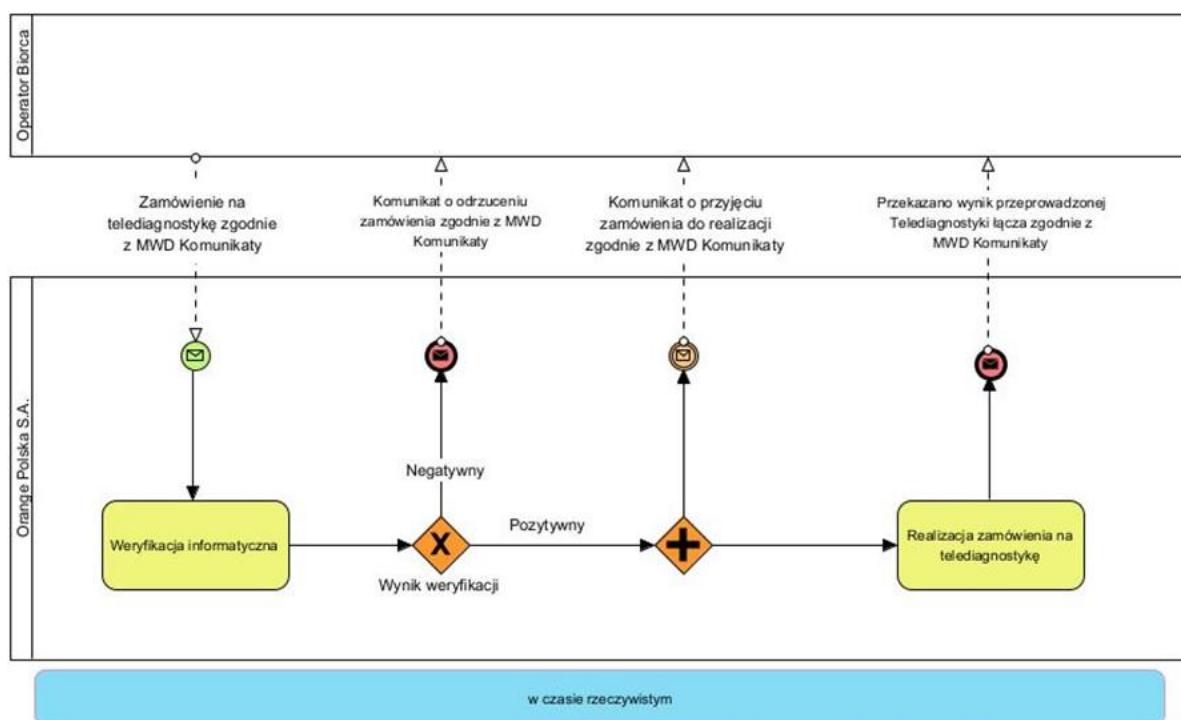 Operator Biorca
Zamówienie na
telediagnostykę zgodnie
z MWD Komunikaty
Komunikat o odrzuceniu
zamówienia zgodnie z MWD
Komunikaty
Komunikat o przyjęciu
zamówienia do realizacji
zgodnie z MWD Komunikaty
Przekazano wynik przeprowadzonej
Telediagnostyki łącza zgodnie z
MWD Komunikaty
Orange Polska S.A.
Negatywny
Weryfikacja informatyczna
X
Pozytywny
Wynik weryfikacji
Realizacja zamówienia na
telediagnostykę
w czasie rzeczywistym